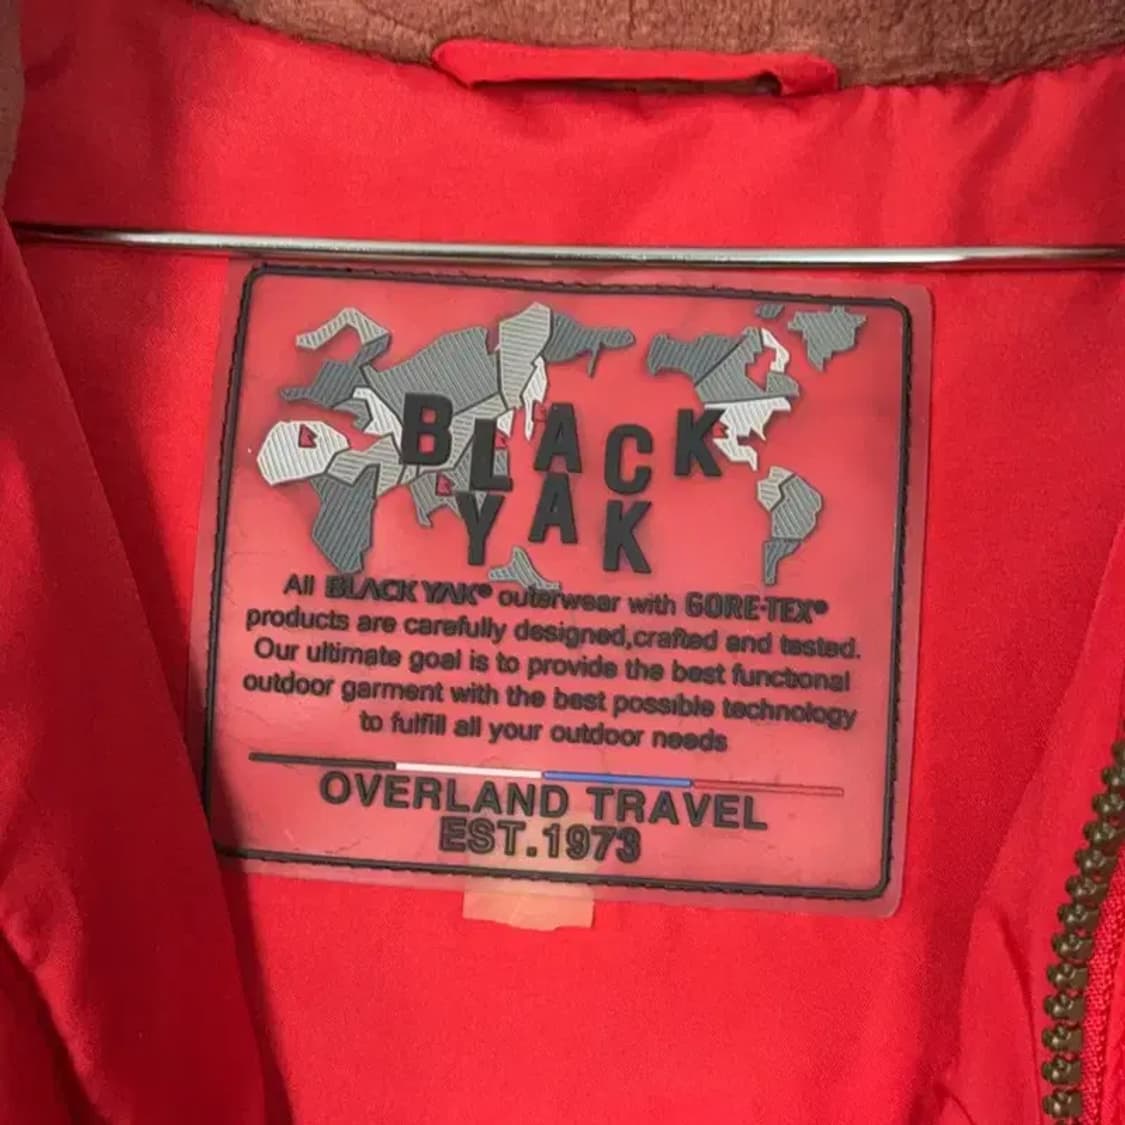 BLACK
YAK
All BLACK YAK® outerwear with GORE-TEX®
products are carefully designed,crafted and tested.
Our ultimate goal is to provide the best functional
outdoor garment with the best possible technology
to fulfill all your outdoor needs
OVERLAND TRAVEL
EST.1973